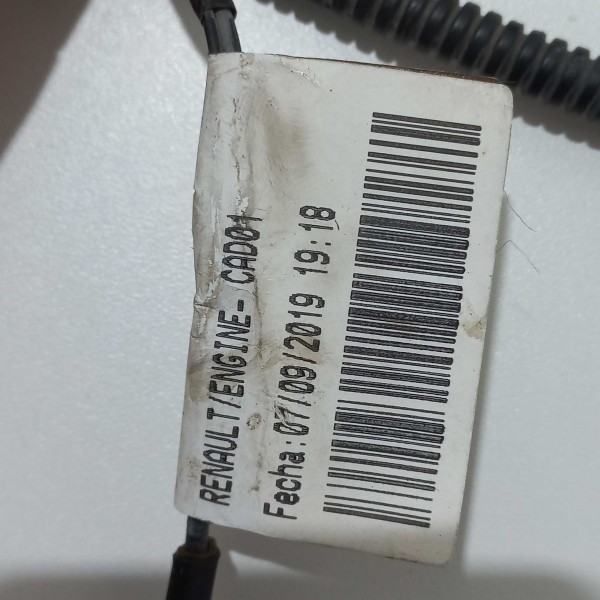 RENAULT/ENGINE- CAD01
Fecha:07/09/2019 19:18